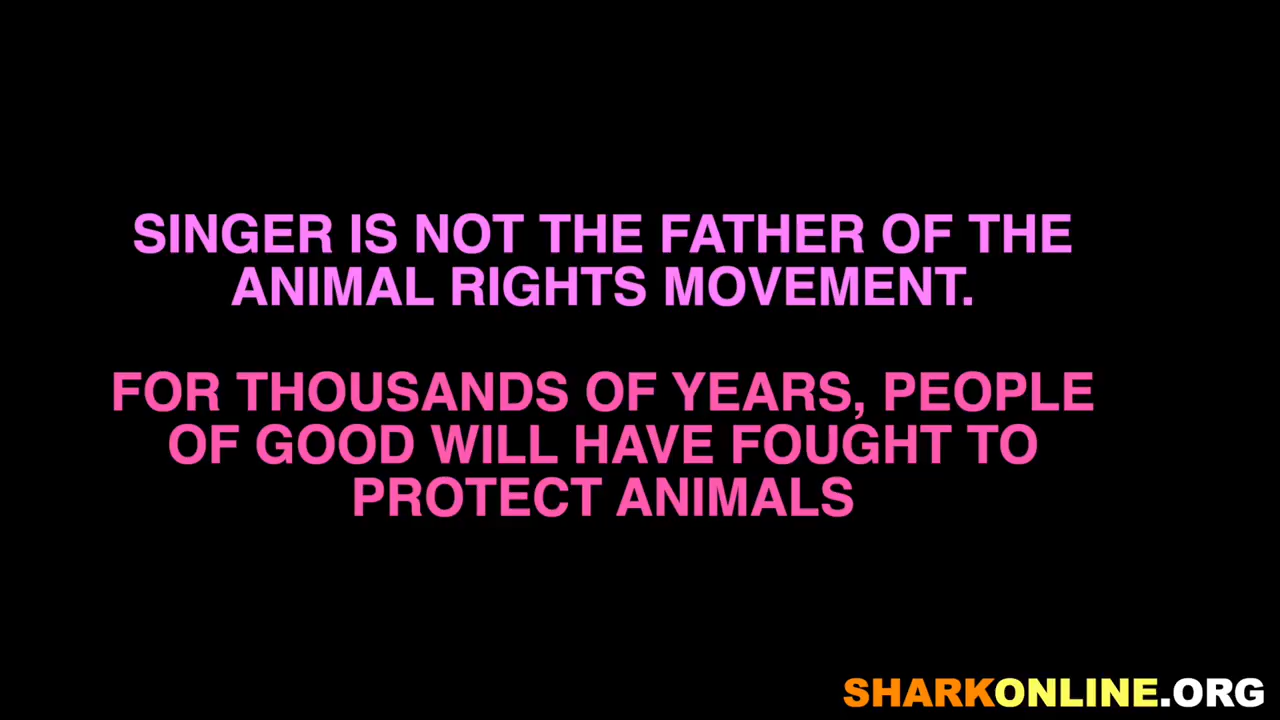 SINGER IS NOT THE FATHER OF THE
ANIMAL RIGHTS MOVEMENT.
FOR THOUSANDS OF YEARS, PEOPLE
OF GOOD WILL HAVE FOUGHT TO
PROTECT ANIMALS
SHARKONLINE.ORG